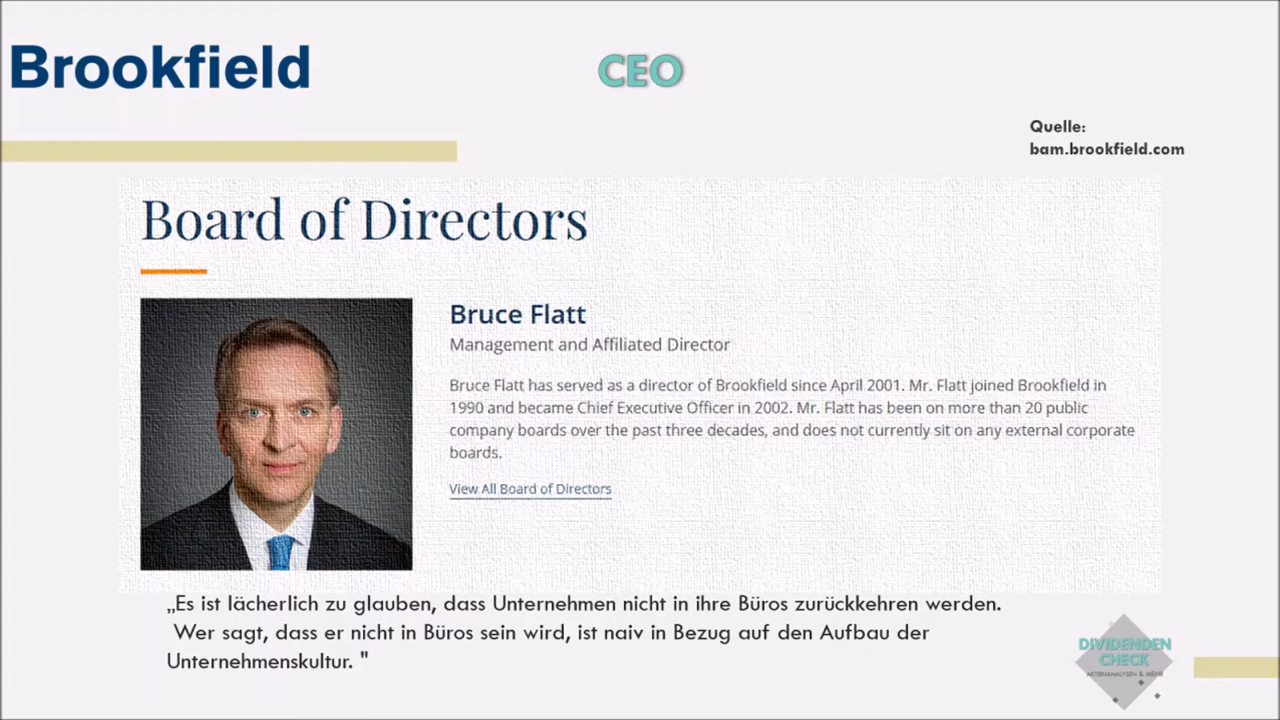 Brookfield
CEO
Quelle:
bam.brookfield.com
Board of Directors
Bruce Flatt
Management and Affiliated Director
Bruce Flatt has served as a director of Brookfield since April 2001. Mr. Flatt joined Brookfield in
1990 and became Chief Executive Officer in 2002. Mr. Flatt has been on more than 20 public
company boards over the past three decades, and does not currently sit on any external corporate
boards.
View All Board of Directors
„Es ist lächerlich zu glauben, dass Unternehmen nicht in ihre Büros zurückkehren werden.
Wer sagt, dass er nicht in Büros sein wird, ist naiv in Bezug auf den Aufbau der
Unternehmenskultur. "
DIVIDENDEN
CHECK
AKTIENANALYSEN & MEHR